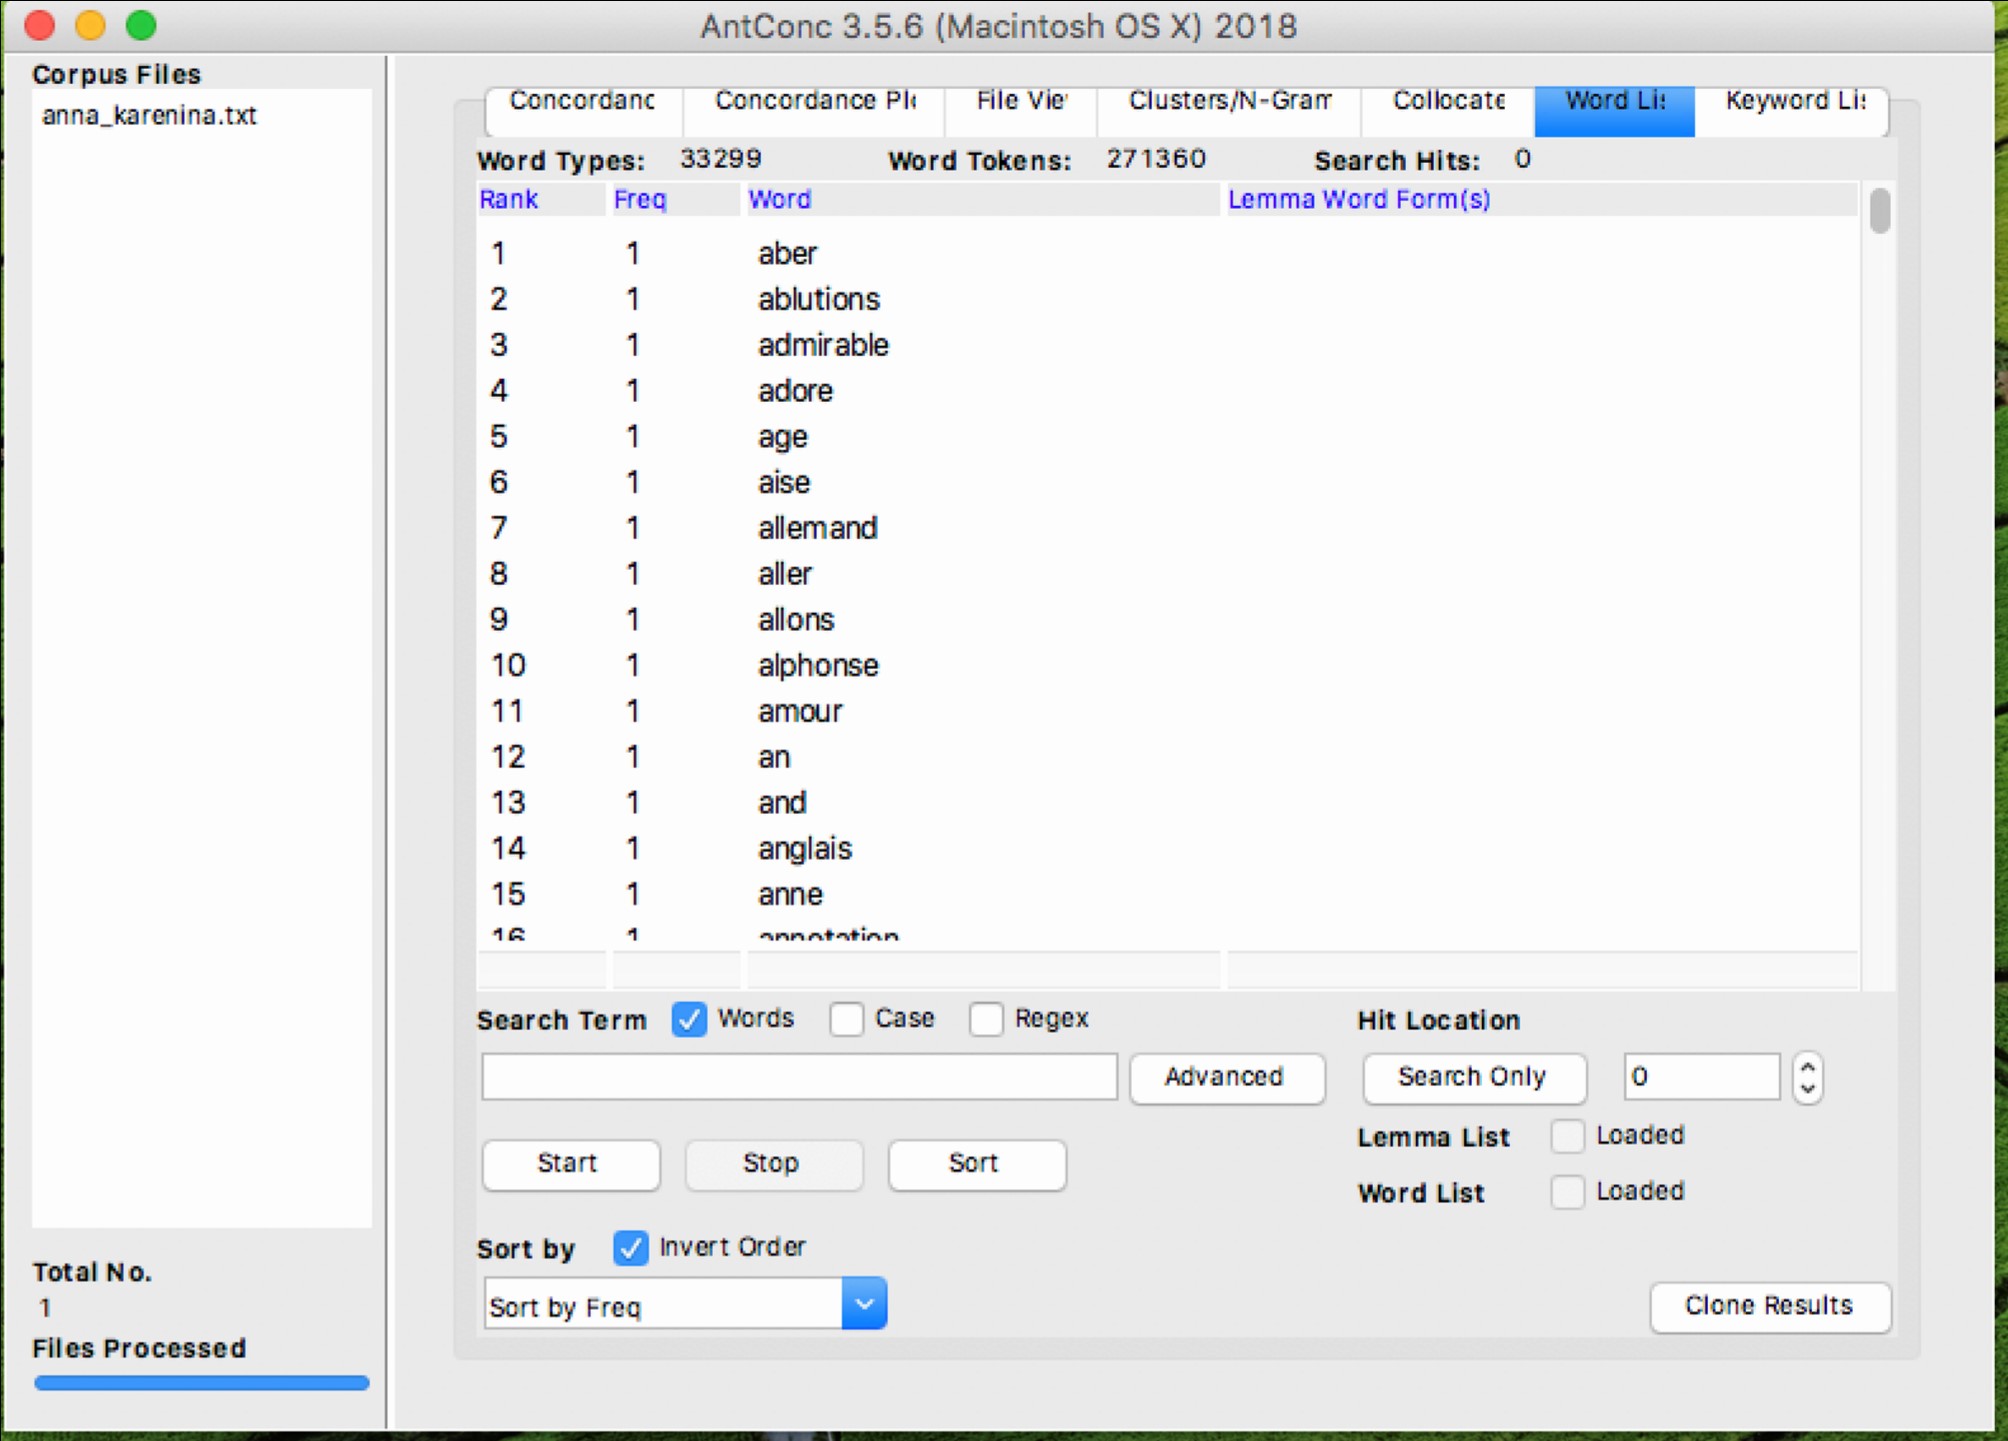 AntConc 3.5.6 (Macintosh OS X) 2018
Corpus Files
anna_karenina.txt
Total No.
1
Files Processed
Concordanc Concordance Pl File Vie Clusters/N-Gram Collocate Word Lis Keyword Lis
Word Types: 33299 Word Tokens: 271360 Search Hits: 0
Rank Freq Word Lemma Word Form(s)
1 1 aber
2 1 ablutions
3 1 admirable
4 1 adore
5 1 age
6 1 aise
7 1 allemand
8 1 aller
9 1 allons
10 1 alphonse
11 1 amour
12 1 an
13 1 and
14 1 anglais
15 1 anne
16 1 annotation
Search Term Words Case Regex Hit Location
Advanced Search Only 0
Start Stop Sort Lemma List Loaded
Word List Loaded
Sort by Invert Order
Sort by Freq Clone Results